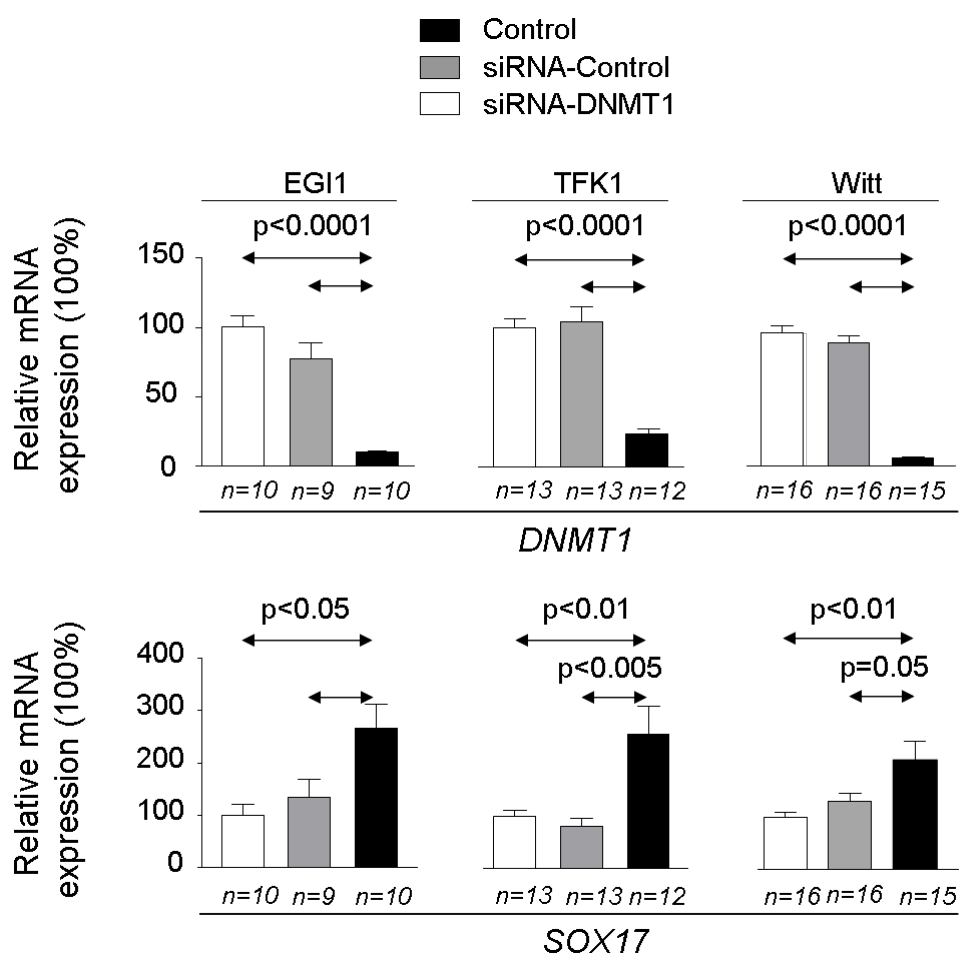 Control
siRNA-Control
siRNA-DNMT1
EGI1 TFK1 Witt
p<0.0001 p<0.0001 p<0.0001
Relative mRNA
expression (100%)
150
100
50
0
n=10 n=9 n=10 n=13 n=13 n=12 n=16 n=16 n=15
DNMT1
p<0.05 p<0.01 p<0.01
p<0.005 p=0.05
Relative mRNA
expression (100%)
400
300
200
100
0
n=10 n=9 n=10 n=13 n=13 n=12 n=16 n=16 n=15
SOX17